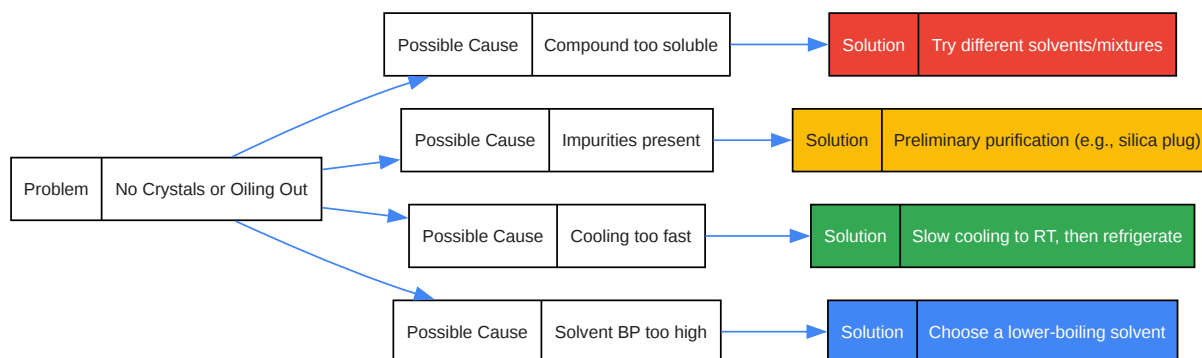 Problem No Crystals or Oiling Out
Possible Cause Compound too soluble
Solution Try different solvents/mixtures
Possible Cause Impurities present
Solution Preliminary purification (e.g., silica plug)
Possible Cause Cooling too fast
Solution Slow cooling to RT, then refrigerate
Possible Cause Solvent BP too high
Solution Choose a lower-boiling solvent